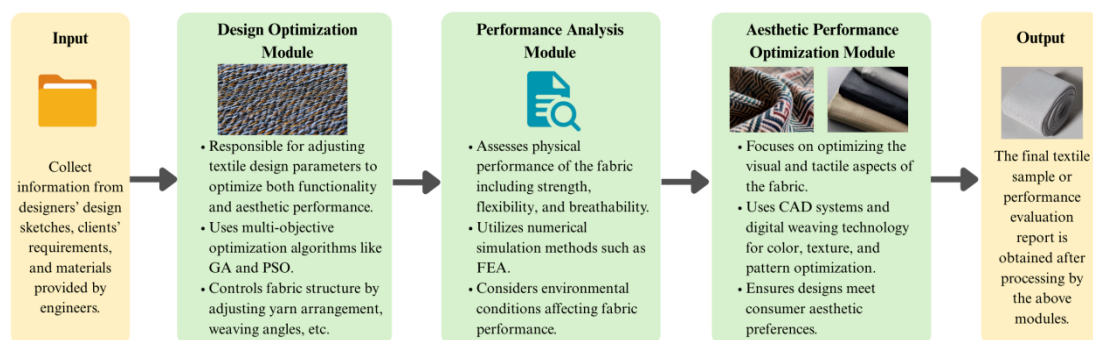 Input
Collect
information from
designers' design
sketches, clients'
requirements,
and materials
provided by
engineers.
Design Optimization
Module
• Responsible for adjusting
textile design parameters to
optimize both functionality
and aesthetic performance.
• Uses multi-objective
optimization algorithms like
GA and PSO.
• Controls fabric structure by
adjusting yarn arrangement,
weaving angles, etc.
Performance Analysis
Module
• Assesses physical
performance of the fabric
including strength,
flexibility, and breathability.
• Utilizes numerical
simulation methods such as
FEA.
• Considers environmental
conditions affecting fabric
performance.
Aesthetic Performance
Optimization Module
• Focuses on optimizing the
visual and tactile aspects of
the fabric.
• Uses CAD systems and
digital weaving technology
for color, texture, and
pattern optimization.
• Ensures designs meet
consumer aesthetic
preferences.
Output
The final textile
sample or
performance
evaluation
report is
obtained after
processing by
the above
modules.